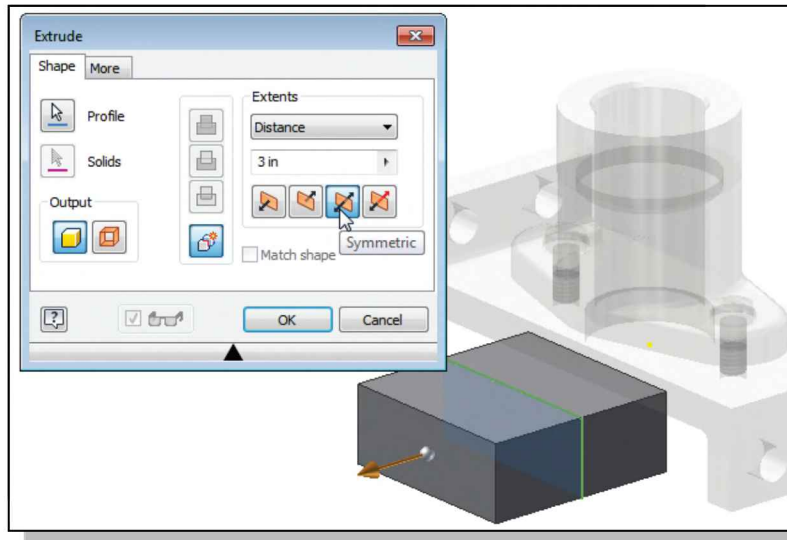 Extrude
Shape
More
Profile
Solids
Output
Extents
Distance
3 in
Symmetric
Match shape
OK
Cancel